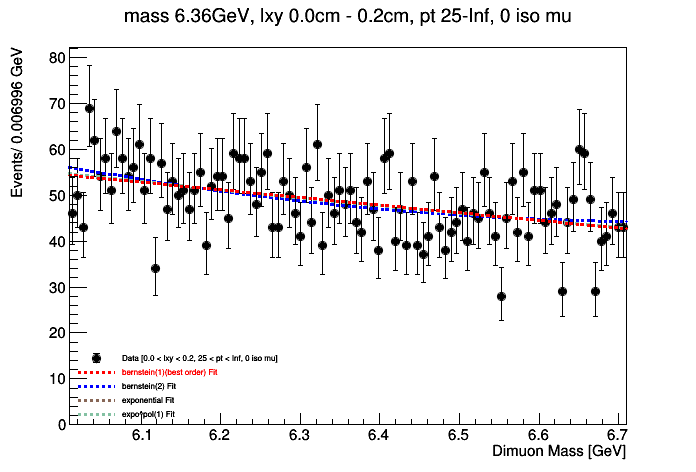 mass 6.36GeV, lxy 0.0cm - 0.2cm, pt 25-Inf, 0 iso mu
Events/ 0.006996 GeV
80
70
60
50
40
30
20
10
0
Data [0.0 < lxy < 0.2, 25 < pt < Inf, 0 iso mu]
bernstein(1)(best order) Fit
bernstein(2) Fit
exponential Fit
expo*pol(1) Fit
6.1 6.2 6.3 6.4 6.5 6.6 6.7
Dimuon Mass [GeV]